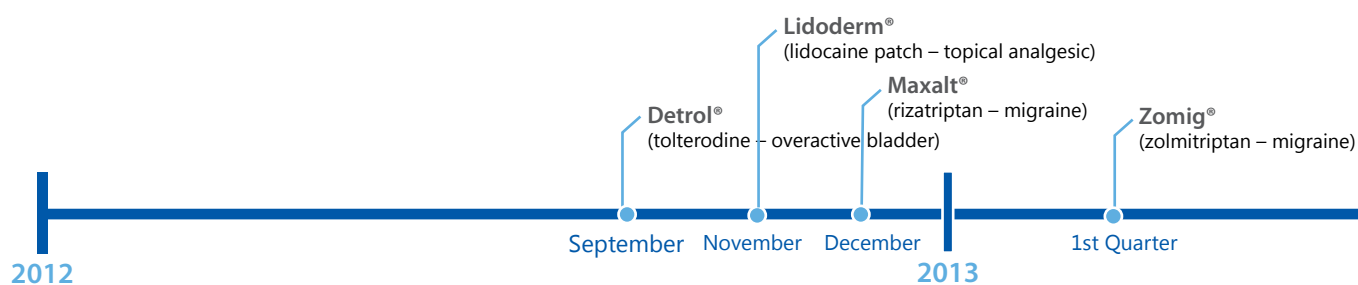 Lidoderm®
(lidocaine patch – topical analgesic)
Maxalt®
(rizatriptan – migraine)
Detrol®
(tolterodine – overactive bladder)
Zomig®
(zolmitriptan – migraine)
September
November
December
1st Quarter
2012
2013